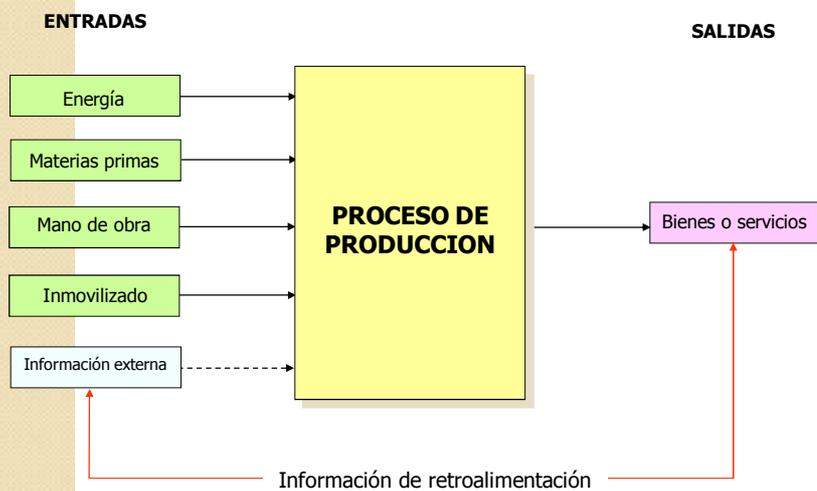 ENTRADAS
SALIDAS
Energía
Materias primas
Mano de obra
Inmovilizado
Información externa
PROCESO DE
PRODUCCION
Bienes o servicios
Información de retroalimentación